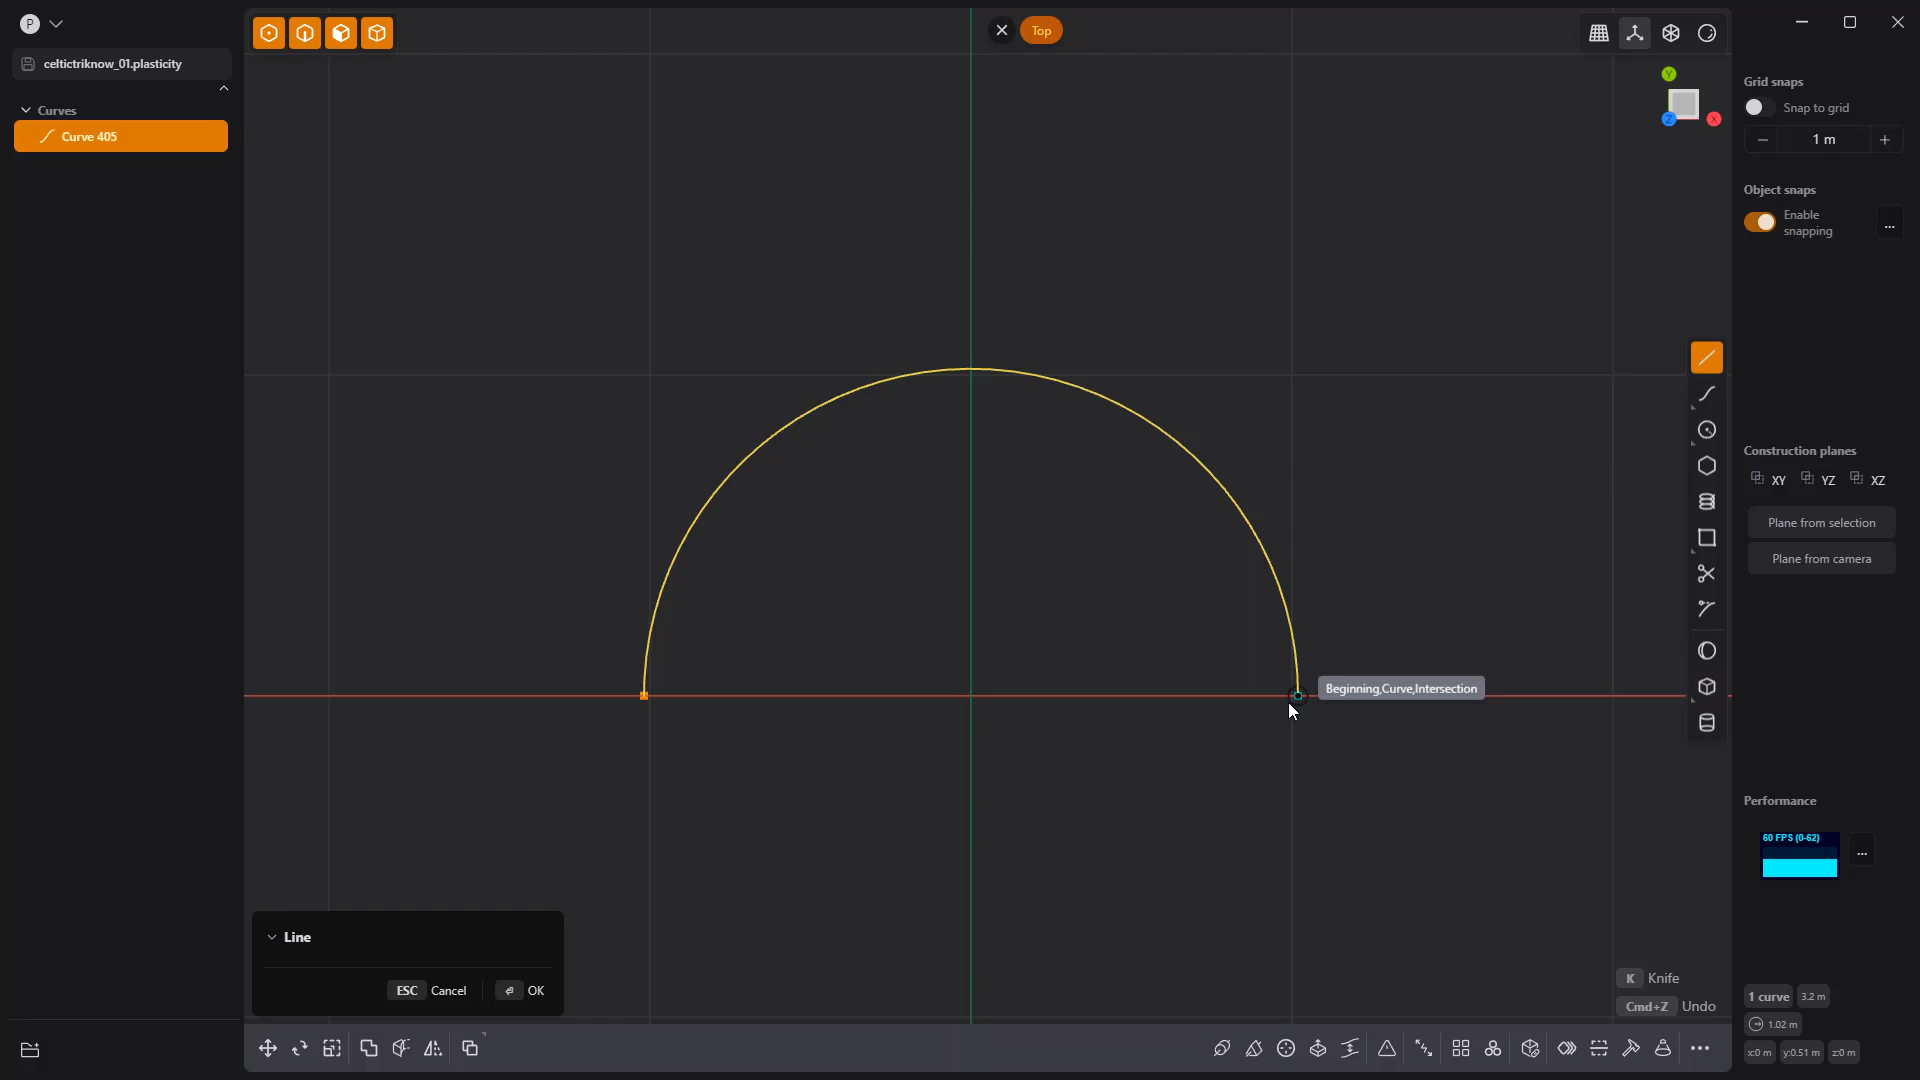 P
celtictriknow_01.plasticity
Curves
Curve 405
Top
Y
Z
X
Beginning,Curve,Intersection
Line
ESC Cancel
OK
K Knife
Cmd+Z Undo
Grid snaps
Snap to grid
1 m
Object snaps
Enable
snapping
...
Construction planes
XY YZ XZ
Plane from selection
Plane from camera
Performance
60 FPS (0-62)
...
1 curve 3.2 m
1.02 m
x:0 m y:0.51 m z:0 m